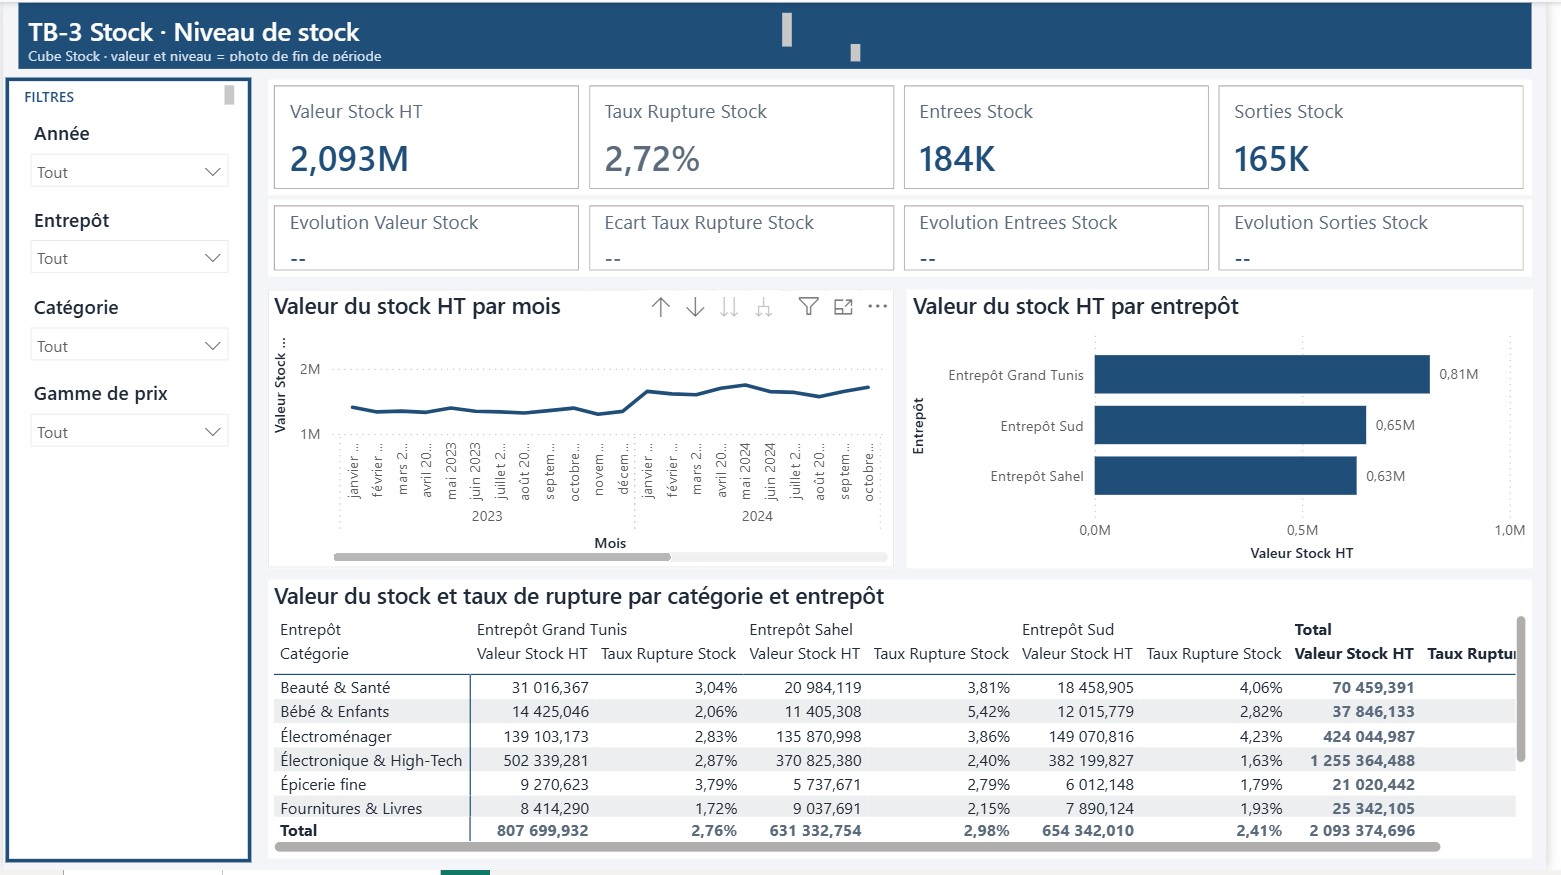 TB-3 Stock · Niveau de stock
Cube Stock · valeur et niveau = photo de fin de période
FILTRES
Année
Tout
Entrepôt
Tout
Catégorie
Tout
Gamme de prix
Tout
Valeur Stock HT
2,093M
Taux Rupture Stock
2,72%
Entrees Stock
184K
Sorties Stock
165K
Evolution Valeur Stock
--
Ecart Taux Rupture Stock
--
Evolution Entrees Stock
--
Evolution Sorties Stock
--
Valeur du stock HT par mois
Valeur Stock ...
2M
1M
janvier ...
février ...
mars 2...
avril 20...
mai 2023
juin 2023
juillet 2...
août 20...
septem...
octobre...
novem...
décem...
janvier ...
février ...
mars 2...
avril 20...
mai 2024
juin 2024
juillet 2...
août 20...
septem...
octobre...
2023 2024
Mois
Valeur du stock HT par entrepôt
Entrepôt
Entrepôt Grand Tunis 0,81M
Entrepôt Sud 0,65M
Entrepôt Sahel 0,63M
0,0M 0,5M 1,0M
Valeur Stock HT
Valeur du stock et taux de rupture par catégorie et entrepôt
Entrepôt Entrepôt Grand Tunis Entrepôt Sahel Entrepôt Sud Total
Catégorie Valeur Stock HT Taux Rupture Stock Valeur Stock HT Taux Rupture Stock Valeur Stock HT Taux Rupture Stock Valeur Stock HT Taux Ruptur
Beauté & Santé 31 016,367 3,04% 20 984,119 3,81% 18 458,905 4,06% 70 459,391
Bébé & Enfants 14 425,046 2,06% 11 405,308 5,42% 12 015,779 2,82% 37 846,133
Électroménager 139 103,173 2,83% 135 870,998 3,86% 149 070,816 4,23% 424 044,987
Électronique & High-Tech 502 339,281 2,87% 370 825,380 2,40% 382 199,827 1,63% 1 255 364,488
Épicerie fine 9 270,623 3,79% 5 737,671 2,79% 6 012,148 1,79% 21 020,442
Fournitures & Livres 8 414,290 1,72% 9 037,691 2,15% 7 890,124 1,93% 25 342,105
Total 807 699,932 2,76% 631 332,754 2,98% 654 342,010 2,41% 2 093 374,696